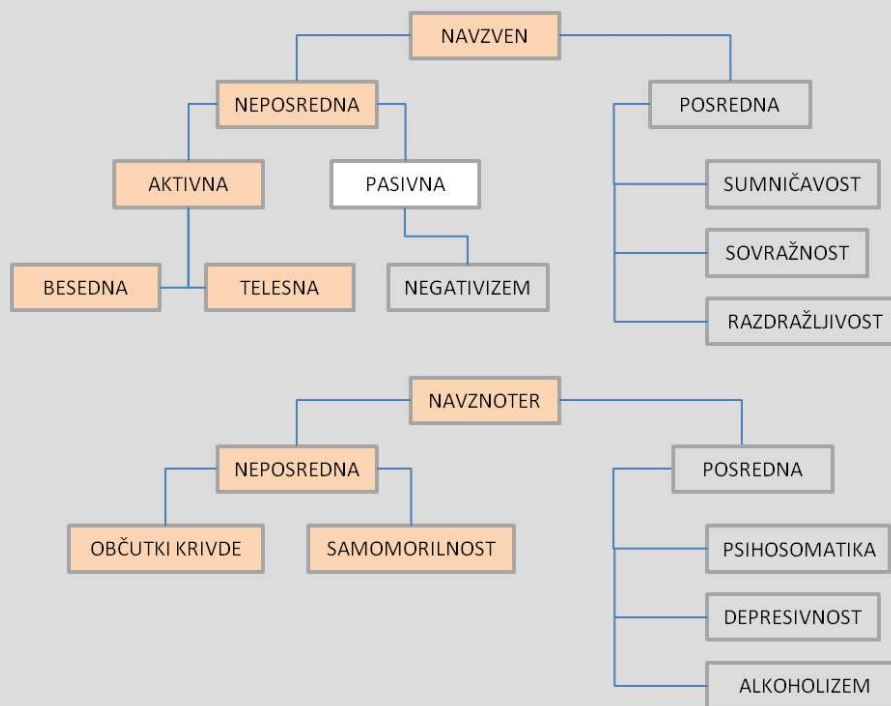 NAVZVEN
NEPOSREDNA
POSREDNA
AKTIVNA
PASIVNA
SUMNIČAVOST
SOVRAŽNOST
BESEDNA
TELESNA
NEGATIVIZEM
RAZDRAŽLJIVOST
NAVZNOTER
NEPOSREDNA
POSREDNA
OBČUTKI KRIVDE
SAMOMORILNOST
PSIHOSOMATIKA
DEPRESIVNOST
ALKOHOLIZEM